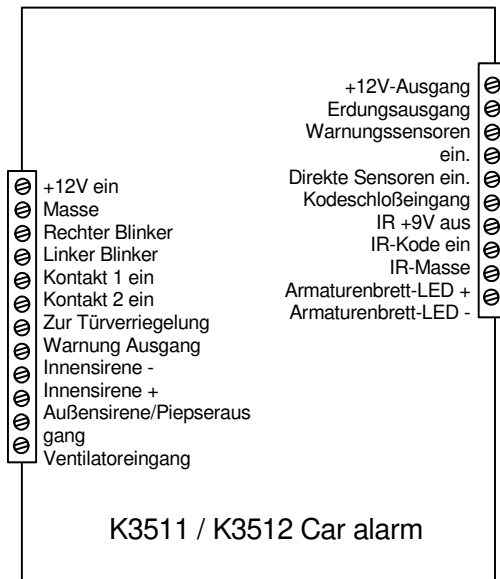 +12V-Ausgang
Erdungsausgang
Warnungssensoren
ein.
Direkte Sensoren ein.
Kodeschloßeingang
IR +9V aus
IR-Kode ein
IR-Masse
Armaturenbrett-LED +
Armaturenbrett-LED -
+12V ein
Masse
Rechter Blinker
Linker Blinker
Kontakt 1 ein
Kontakt 2 ein
Zur Türverriegelung
Warnung Ausgang
Innensirene -
Innensirene +
Außensirene/Piepseraus
gang
Ventilatoreingang
K3511 / K3512 Car alarm